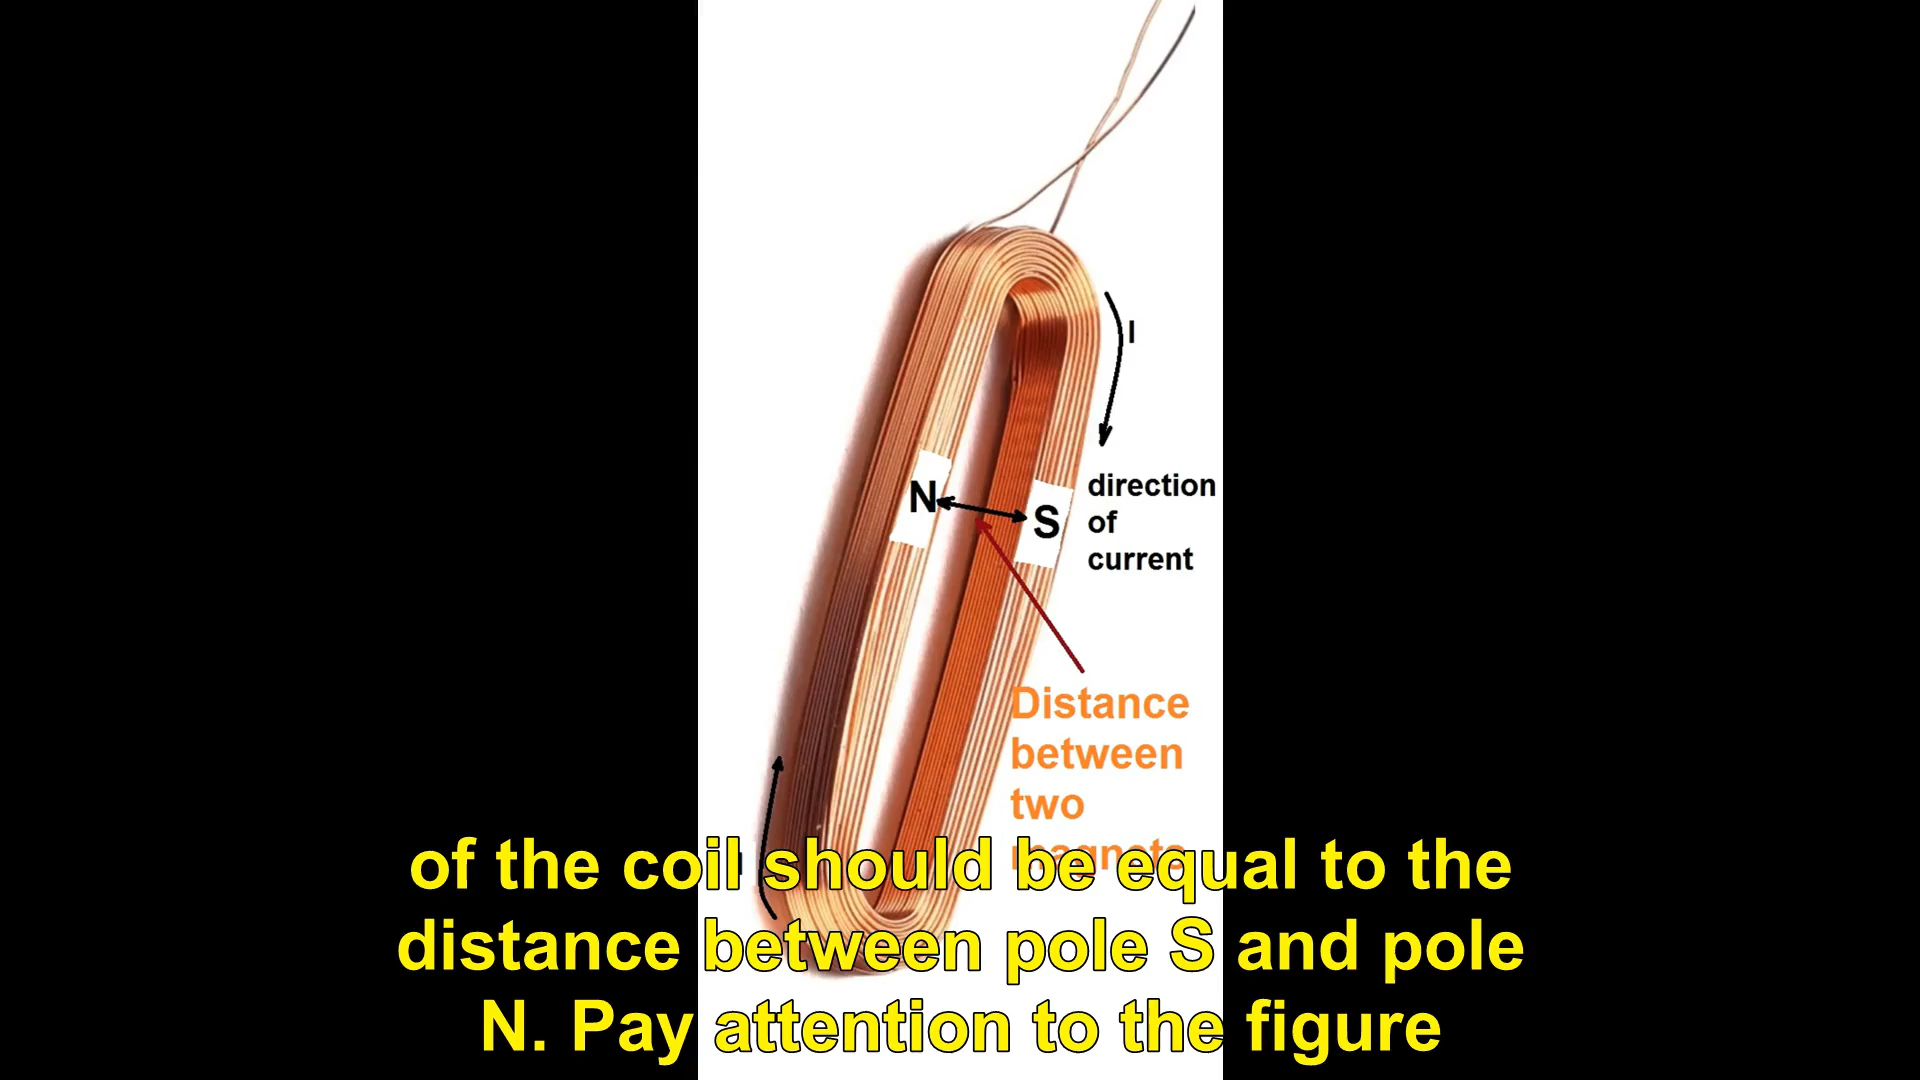 I
N
S
direction
of
current
Distance
between
two
magnets
of the coil should be equal to the
distance between pole S and pole
N. Pay attention to the figure